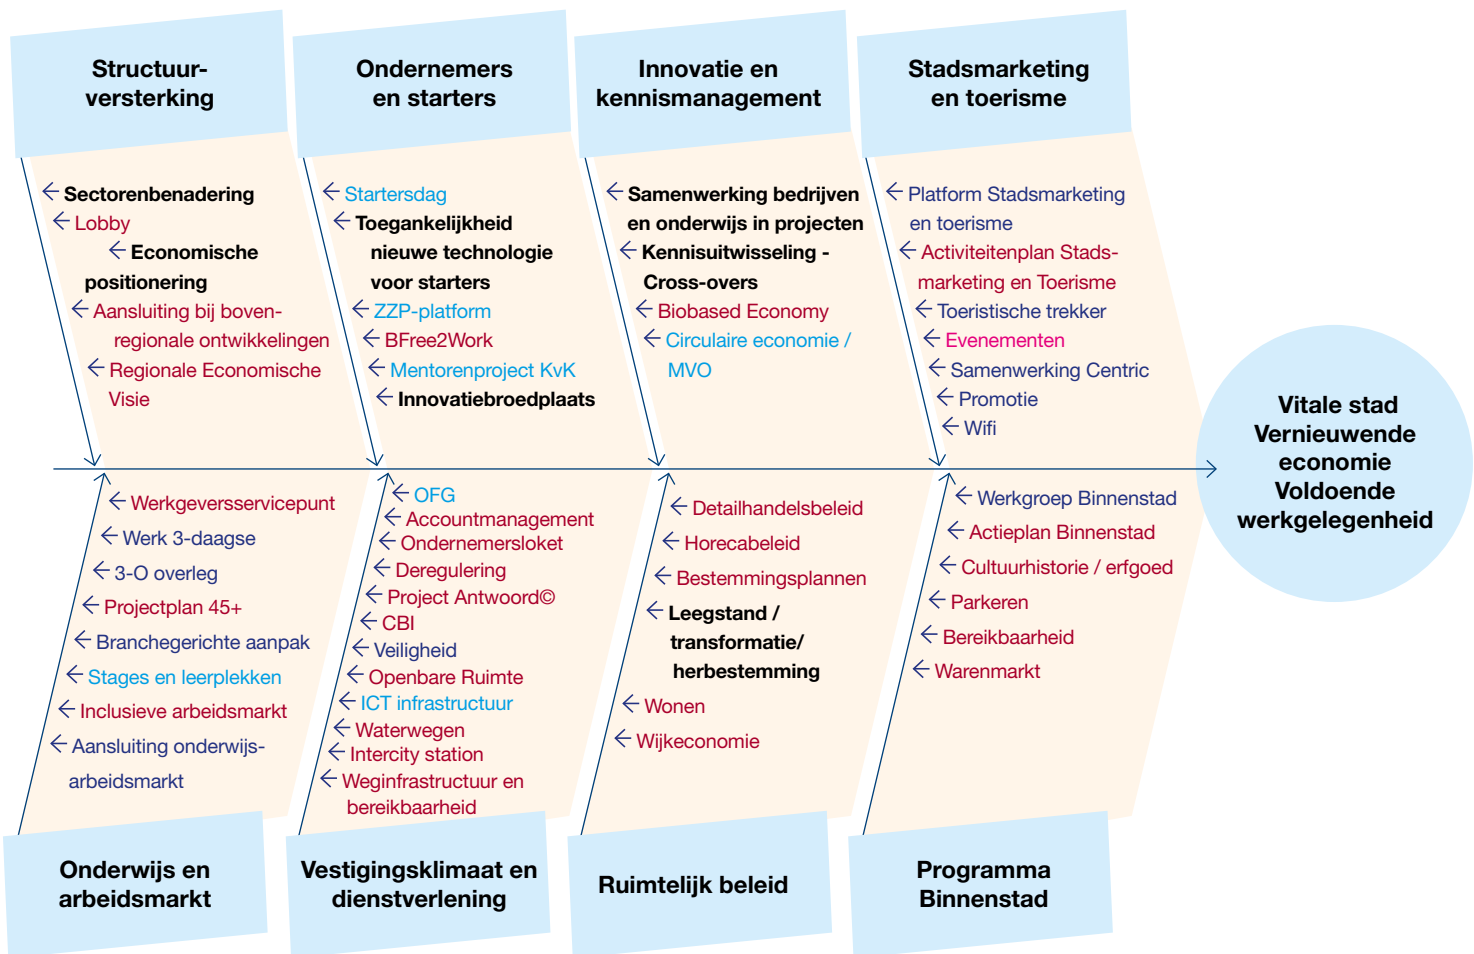 Structuur-
versterking
Sectorenbenadering
Lobby
Economische
positionering
Aansluiting bij boven-
regionale ontwikkelingen
Regionale Economische
Visie
Ondernemers
en starters
Startersdag
Toegankelijkheid
nieuwe technologie
voor starters
ZZP-platform
BFree2Work
Mentorenproject KvK
Innovatiebroedplaats
Innovatie en
kennismanagement
Samenwerking bedrijven
en onderwijs in projecten
Kennisuitwisseling -
Cross-overs
Biobased Economy
Circulaire economie /
MVO
Stadsmarketing
en toerisme
Platform Stadsmarketing
en toerisme
Activiteitenplan Stads-
marketing en Toerisme
Toeristische trekker
Evenementen
Samenwerking Centric
Promotie
Wifi
Vitale stad
Vernieuwende
economie
Voldoende
werkgelegenheid
Werkgeversservicepunt
Werk 3-daagse
3-O overleg
Projectplan 45+
Branchegerichte aanpak
Stages en leerplekken
Inclusieve arbeidsmarkt
Aansluiting onderwijs-
arbeidsmarkt
Onderwijs en
arbeidsmarkt
OFG
Accountmanagement
Ondernemersloket
Deregulering
Project Antwoord©
CBI
Veiligheid
Openbare Ruimte
ICT infrastructuur
Waterwegen
Intercity station
Weginfrastructuur en
bereikbaarheid
Vestigingsklimaat en
dienstverlening
Detailhandelsbeleid
Horecabeleid
Bestemmingsplannen
Leegstand /
transformatie/
herbestemming
Wonen
Wijkeconomie
Ruimtelijk beleid
Werkgroep Binnenstad
Actieplan Binnenstad
Cultuurhistorie / erfgoed
Parkeren
Bereikbaarheid
Warenmarkt
Programma
Binnenstad